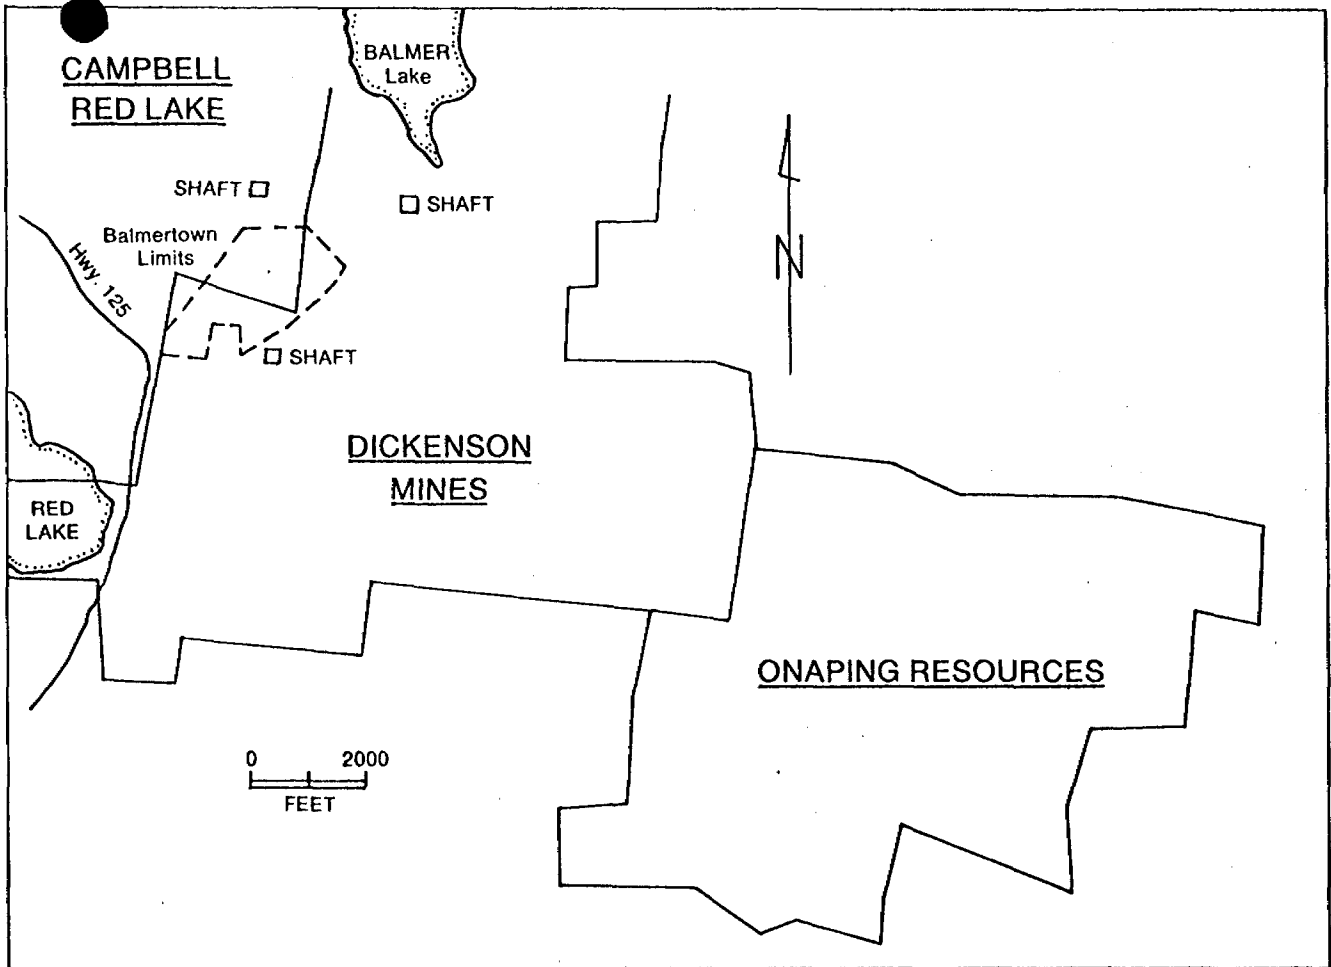 CAMPBELL
RED LAKE
BALMER
Lake
SHAFT
SHAFT
Balmertown
Limits
Hwy. 125
SHAFT
N
DICKENSON
MINES
RED
LAKE
ONAPING RESOURCES
0 2000
FEET